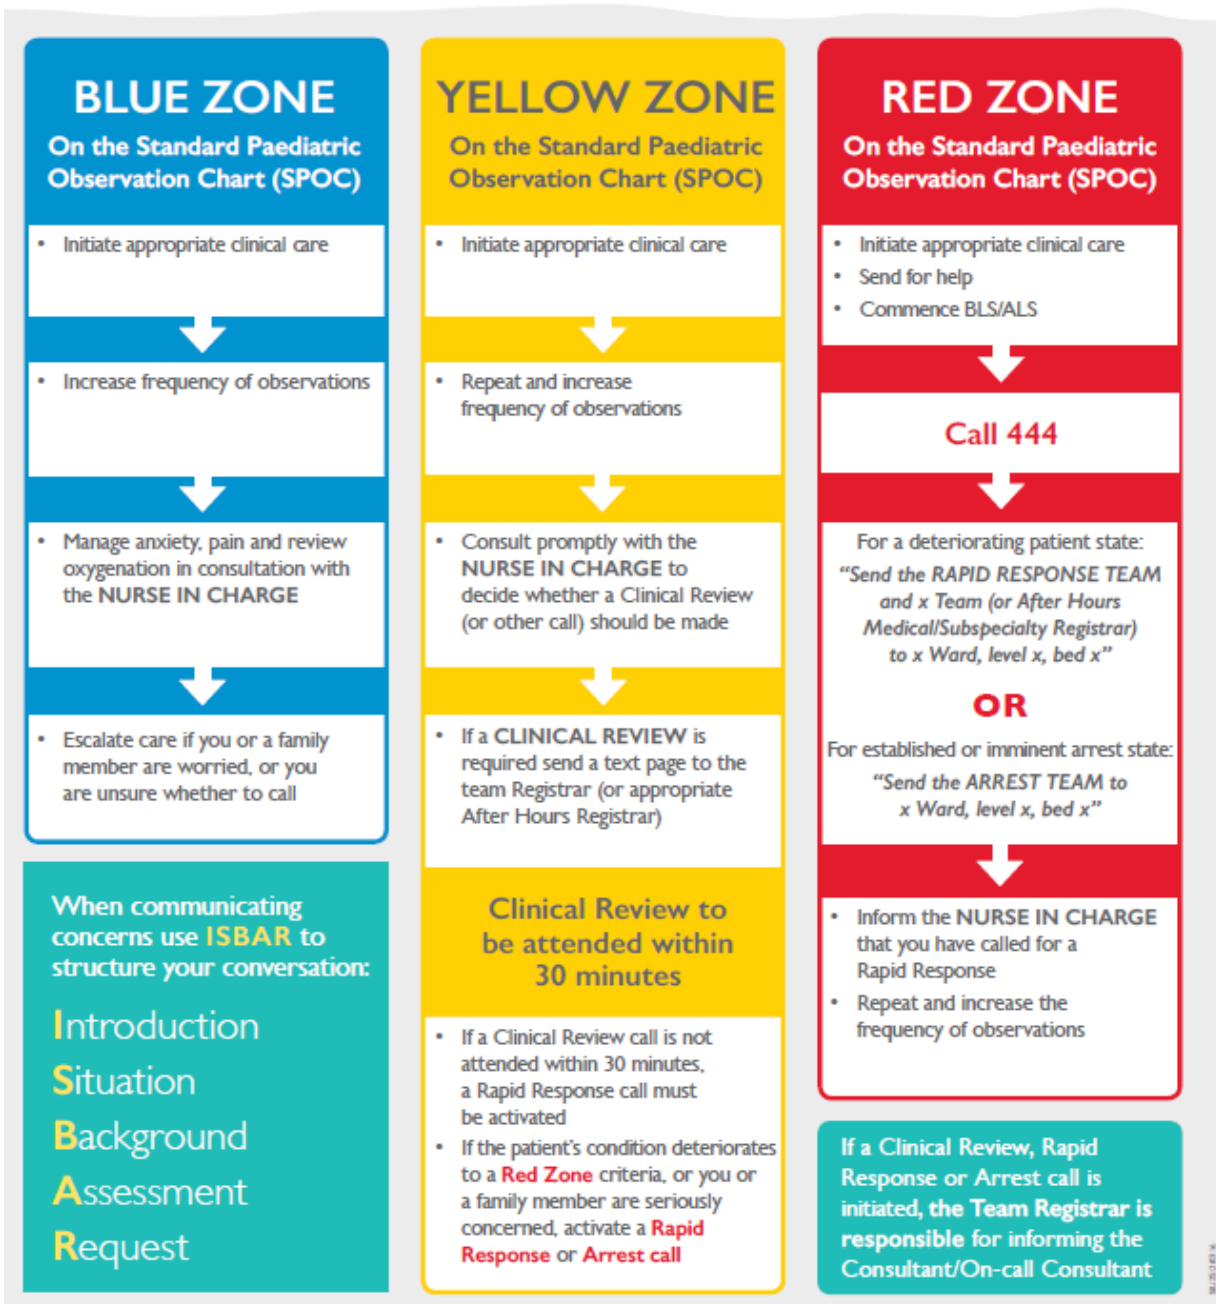 BLUE ZONE
On the Standard Paediatric
Observation Chart (SPOC)
• Initiate appropriate clinical care
• Increase frequency of observations
• Manage anxiety, pain and review
oxygenation in consultation with
the NURSE IN CHARGE
• Escalate care if you or a family
member are worried, or you
are unsure whether to call
When communicating
concerns use ISBAR to
structure your conversation:
Introduction
Situation
Background
Assessment
Request
YELLOW ZONE
On the Standard Paediatric
Observation Chart (SPOC)
• Initiate appropriate clinical care
• Repeat and increase
frequency of observations
• Consult promptly with the
NURSE IN CHARGE to
decide whether a Clinical Review
(or other call) should be made
• If a CLINICAL REVIEW is
required send a text page to the
team Registrar (or appropriate
After Hours Registrar)
Clinical Review to
be attended within
30 minutes
• If a Clinical Review call is not
attended within 30 minutes,
a Rapid Response call must
be activated
• If the patient's condition deteriorates
to a Red Zone criteria, or you or
a family member are seriously
concerned, activate a Rapid
Response or Arrest call
RED ZONE
On the Standard Paediatric
Observation Chart (SPOC)
• Initiate appropriate clinical care
• Send for help
• Commence BLS/ALS
Call 444
For a deteriorating patient state:
“Send the RAPID RESPONSE TEAM
and x Team (or After Hours
Medical/Subspecialty Registrar)
to x Ward, level x, bed x”
OR
For established or imminent arrest state:
“Send the ARREST TEAM to
x Ward, level x, bed x”
• Inform the NURSE IN CHARGE
that you have called for a
Rapid Response
• Repeat and increase the
frequency of observations
If a Clinical Review, Rapid
Response or Arrest call is
initiated, the Team Registrar is
responsible for informing the
Consultant/On-call Consultant